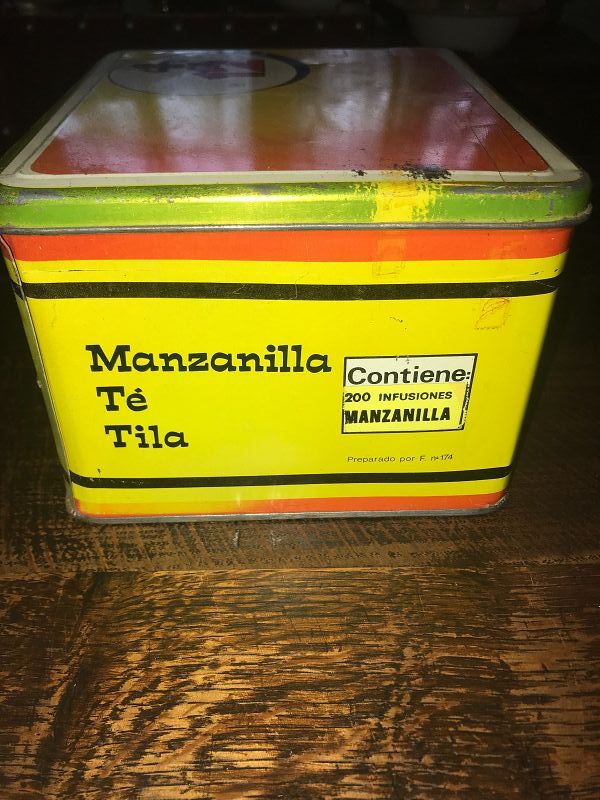 Manzanilla
Té
Tila
Contiene:
200 INFUSIONES
MANZANILLA
Preparado por F. nº 174